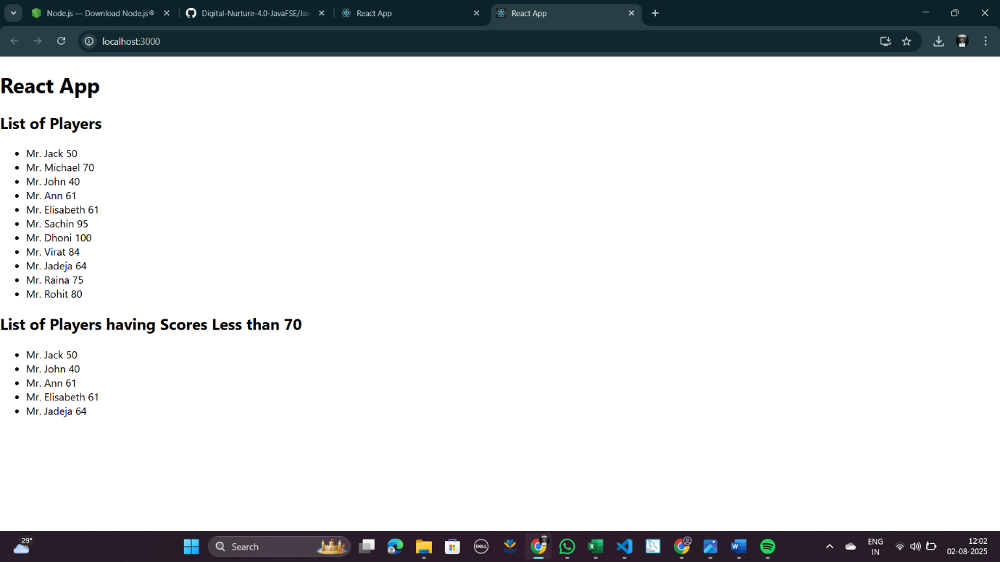 Node.js — Download Node.js®
Digital-Nurture-4.0-JavaFSE/Jav
React App
React App
localhost:3000
React App
List of Players
Mr. Jack 50
Mr. Michael 70
Mr. John 40
Mr. Ann 61
Mr. Elisabeth 61
Mr. Sachin 95
Mr. Dhoni 100
Mr. Virat 84
Mr. Jadeja 64
Mr. Raina 75
Mr. Rohit 80
List of Players having Scores Less than 70
Mr. Jack 50
Mr. John 40
Mr. Ann 61
Mr. Elisabeth 61
Mr. Jadeja 64
29°
Search
DELL
ENG
IN
12:02
02-08-2025